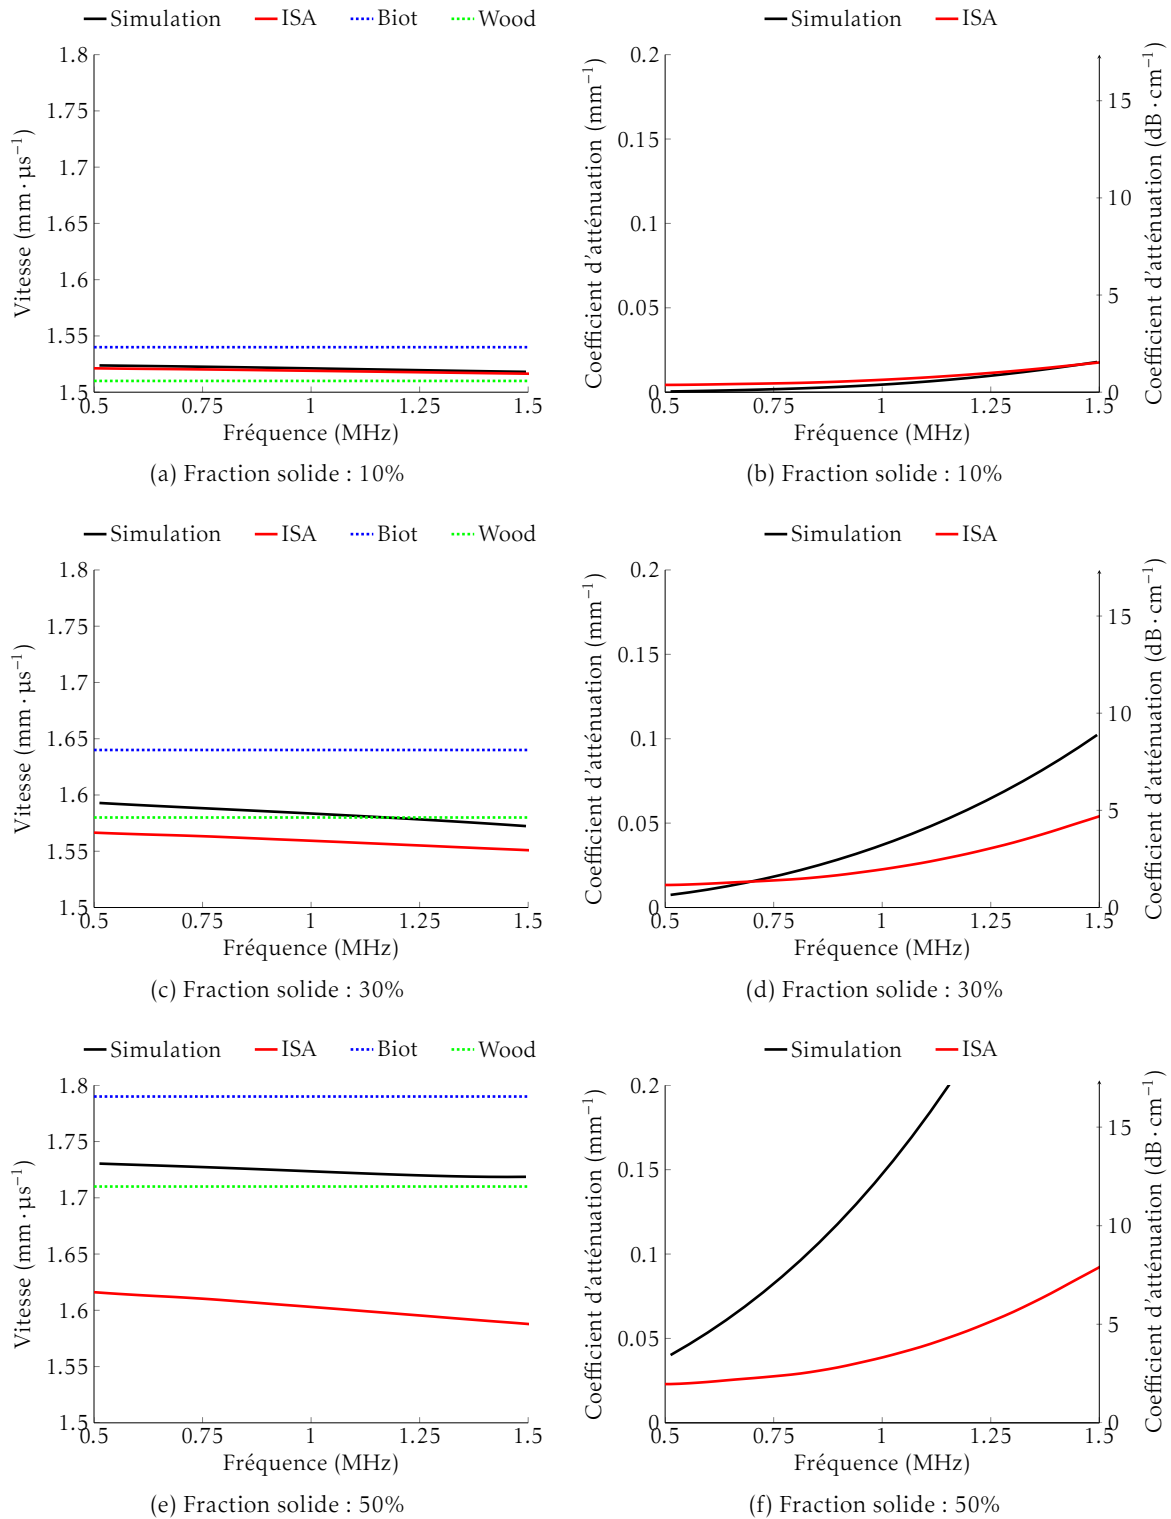 Simulation ISA Biot Wood
1.8
1.75
1.7
1.65
1.6
1.55
1.5
Vitesse (mm · µs⁻¹)
0.5 0.75 1 1.25 1.5
Fréquence (MHz)
(a) Fraction solide : 10%
Simulation ISA
0.2
0.15
0.1
0.05
0
Coefficient d'atténuation (mm⁻¹)
15
10
5
0
Coefficient d'atténuation (dB · cm⁻¹)
0.5 0.75 1 1.25 1.5
Fréquence (MHz)
(b) Fraction solide : 10%
Simulation ISA Biot Wood
1.8
1.75
1.7
1.65
1.6
1.55
1.5
Vitesse (mm · µs⁻¹)
0.5 0.75 1 1.25 1.5
Fréquence (MHz)
(c) Fraction solide : 30%
Simulation ISA
0.2
0.15
0.1
0.05
0
Coefficient d'atténuation (mm⁻¹)
15
10
5
0
Coefficient d'atténuation (dB · cm⁻¹)
0.5 0.75 1 1.25 1.5
Fréquence (MHz)
(d) Fraction solide : 30%
Simulation ISA Biot Wood
1.8
1.75
1.7
1.65
1.6
1.55
1.5
Vitesse (mm · µs⁻¹)
0.5 0.75 1 1.25 1.5
Fréquence (MHz)
(e) Fraction solide : 50%
Simulation ISA
0.2
0.15
0.1
0.05
0
Coefficient d'atténuation (mm⁻¹)
15
10
5
0
Coefficient d'atténuation (dB · cm⁻¹)
0.5 0.75 1 1.25 1.5
Fréquence (MHz)
(f) Fraction solide : 50%